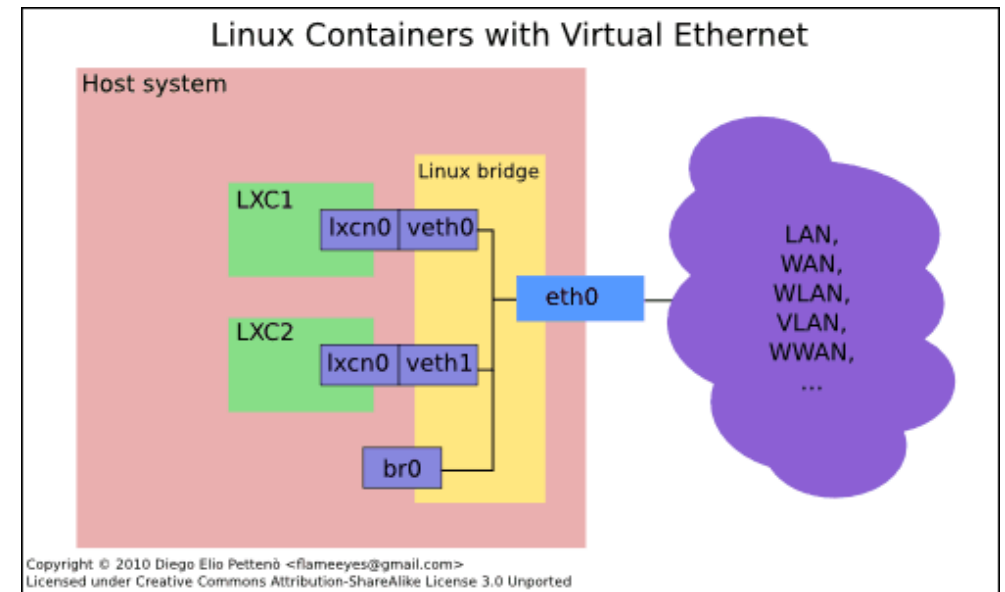 Linux Containers with Virtual Ethernet
Host system
Linux bridge
LXC1
lxcn0 veth0
eth0
LXC2
lxcn0 veth1
br0
LAN,
WAN,
WLAN,
VLAN,
WWAN,
...
Copyright © 2010 Diego Elio Pettenò <flameeyes@gmail.com>
Licensed under Creative Commons Attribution-ShareAlike License 3.0 Unported